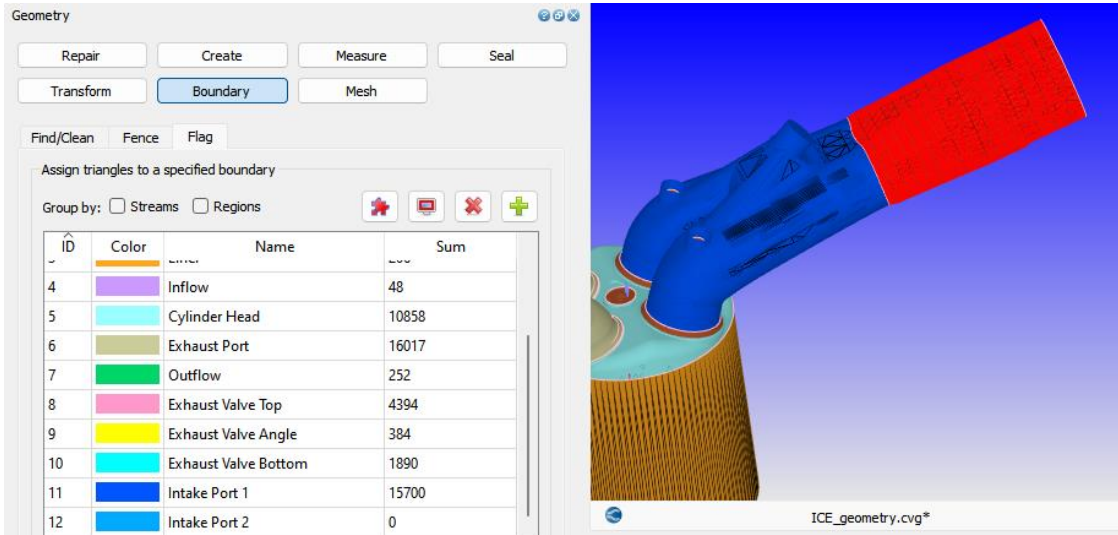 Geometry
Repair Create Measure Seal
Transform Boundary Mesh
Find/Clean Fence Flag
Assign triangles to a specified boundary
Group by: Streams Regions
ID Color Name Sum
4 Inflow 48
5 Cylinder Head 10858
6 Exhaust Port 16017
7 Outflow 252
8 Exhaust Valve Top 4394
9 Exhaust Valve Angle 384
10 Exhaust Valve Bottom 1890
11 Intake Port 1 15700
12 Intake Port 2 0
ICE_geometry.cvg*